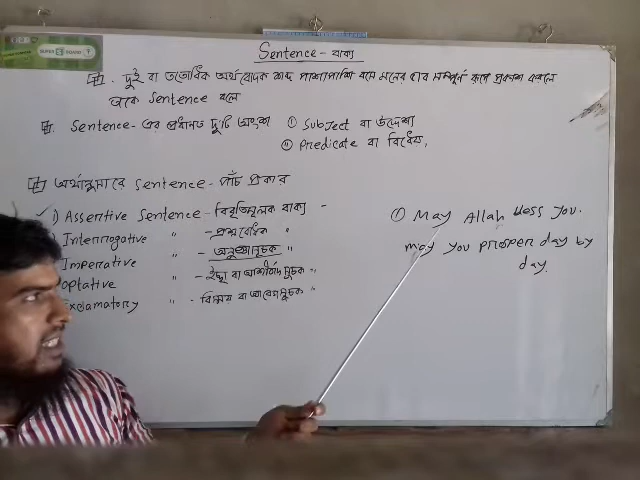 Sentence - বাক্য
দুই বা ততোধিক অর্থবোধক শব্দ পাশাপাশি বসে মনের ভাব সম্পূর্ন রূপে প্রকাশ করলে
তাকে Sentence বলে
Sentence-এর প্রধানত দুটি অংশ ① Subject বা উদ্দেশ্য
② Predicate বা বিধেয়,
অর্থানুসারে Sentence-পাঁচ প্রকার
1) Assertive Sentence - বিবৃতিমূলক বাক্য -
Interrogative " - প্রশ্নবোধক "
Imperative " - অনুজ্ঞাসূচক "
optative " - ইচ্ছা বা আশীর্বাদ সূচক "
Exclamatory " - বিস্ময় বা আবেগসূচক "
① May Allah bless you.
may you prosper day by
day.